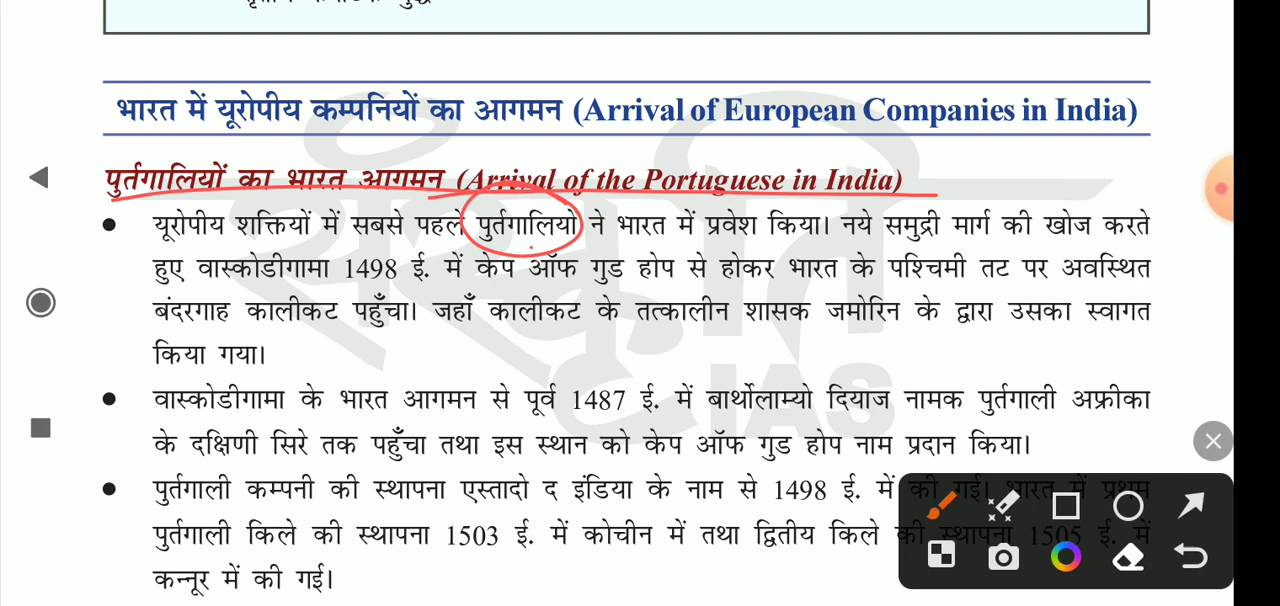 भारत में यूरोपीय कम्पनियों का आगमन (Arrival of European Companies in India)
पुर्तगालियों का भारत आगमन (Arrival of the Portuguese in India)
● यूरोपीय शक्तियों में सबसे पहले पुर्तगालियों ने भारत में प्रवेश किया। नये समुद्री मार्ग की खोज करते
हुए वास्कोडीगामा 1498 ई. में केप ऑफ गुड होप से होकर भारत के पश्चिमी तट पर अवस्थित
बंदरगाह कालीकट पहुँचा। जहाँ कालीकट के तत्कालीन शासक जमोरिन के द्वारा उसका स्वागत
किया गया।
● वास्कोडीगामा के भारत आगमन से पूर्व 1487 ई. में बार्थोलाम्यो दियाज नामक पुर्तगाली अफ्रीका
के दक्षिणी सिरे तक पहुँचा तथा इस स्थान को केप ऑफ गुड होप नाम प्रदान किया।
● पुर्तगाली कम्पनी की स्थापना एस्तादो द इंडिया के नाम से 1498 ई. में की गई। भारत में प्रथम
पुर्तगाली किले की स्थापना 1503 ई. में कोचीन में तथा द्वितीय किले की स्थापना 1505 ई. में
कन्नूर में की गई।
संस्कृति
IAS